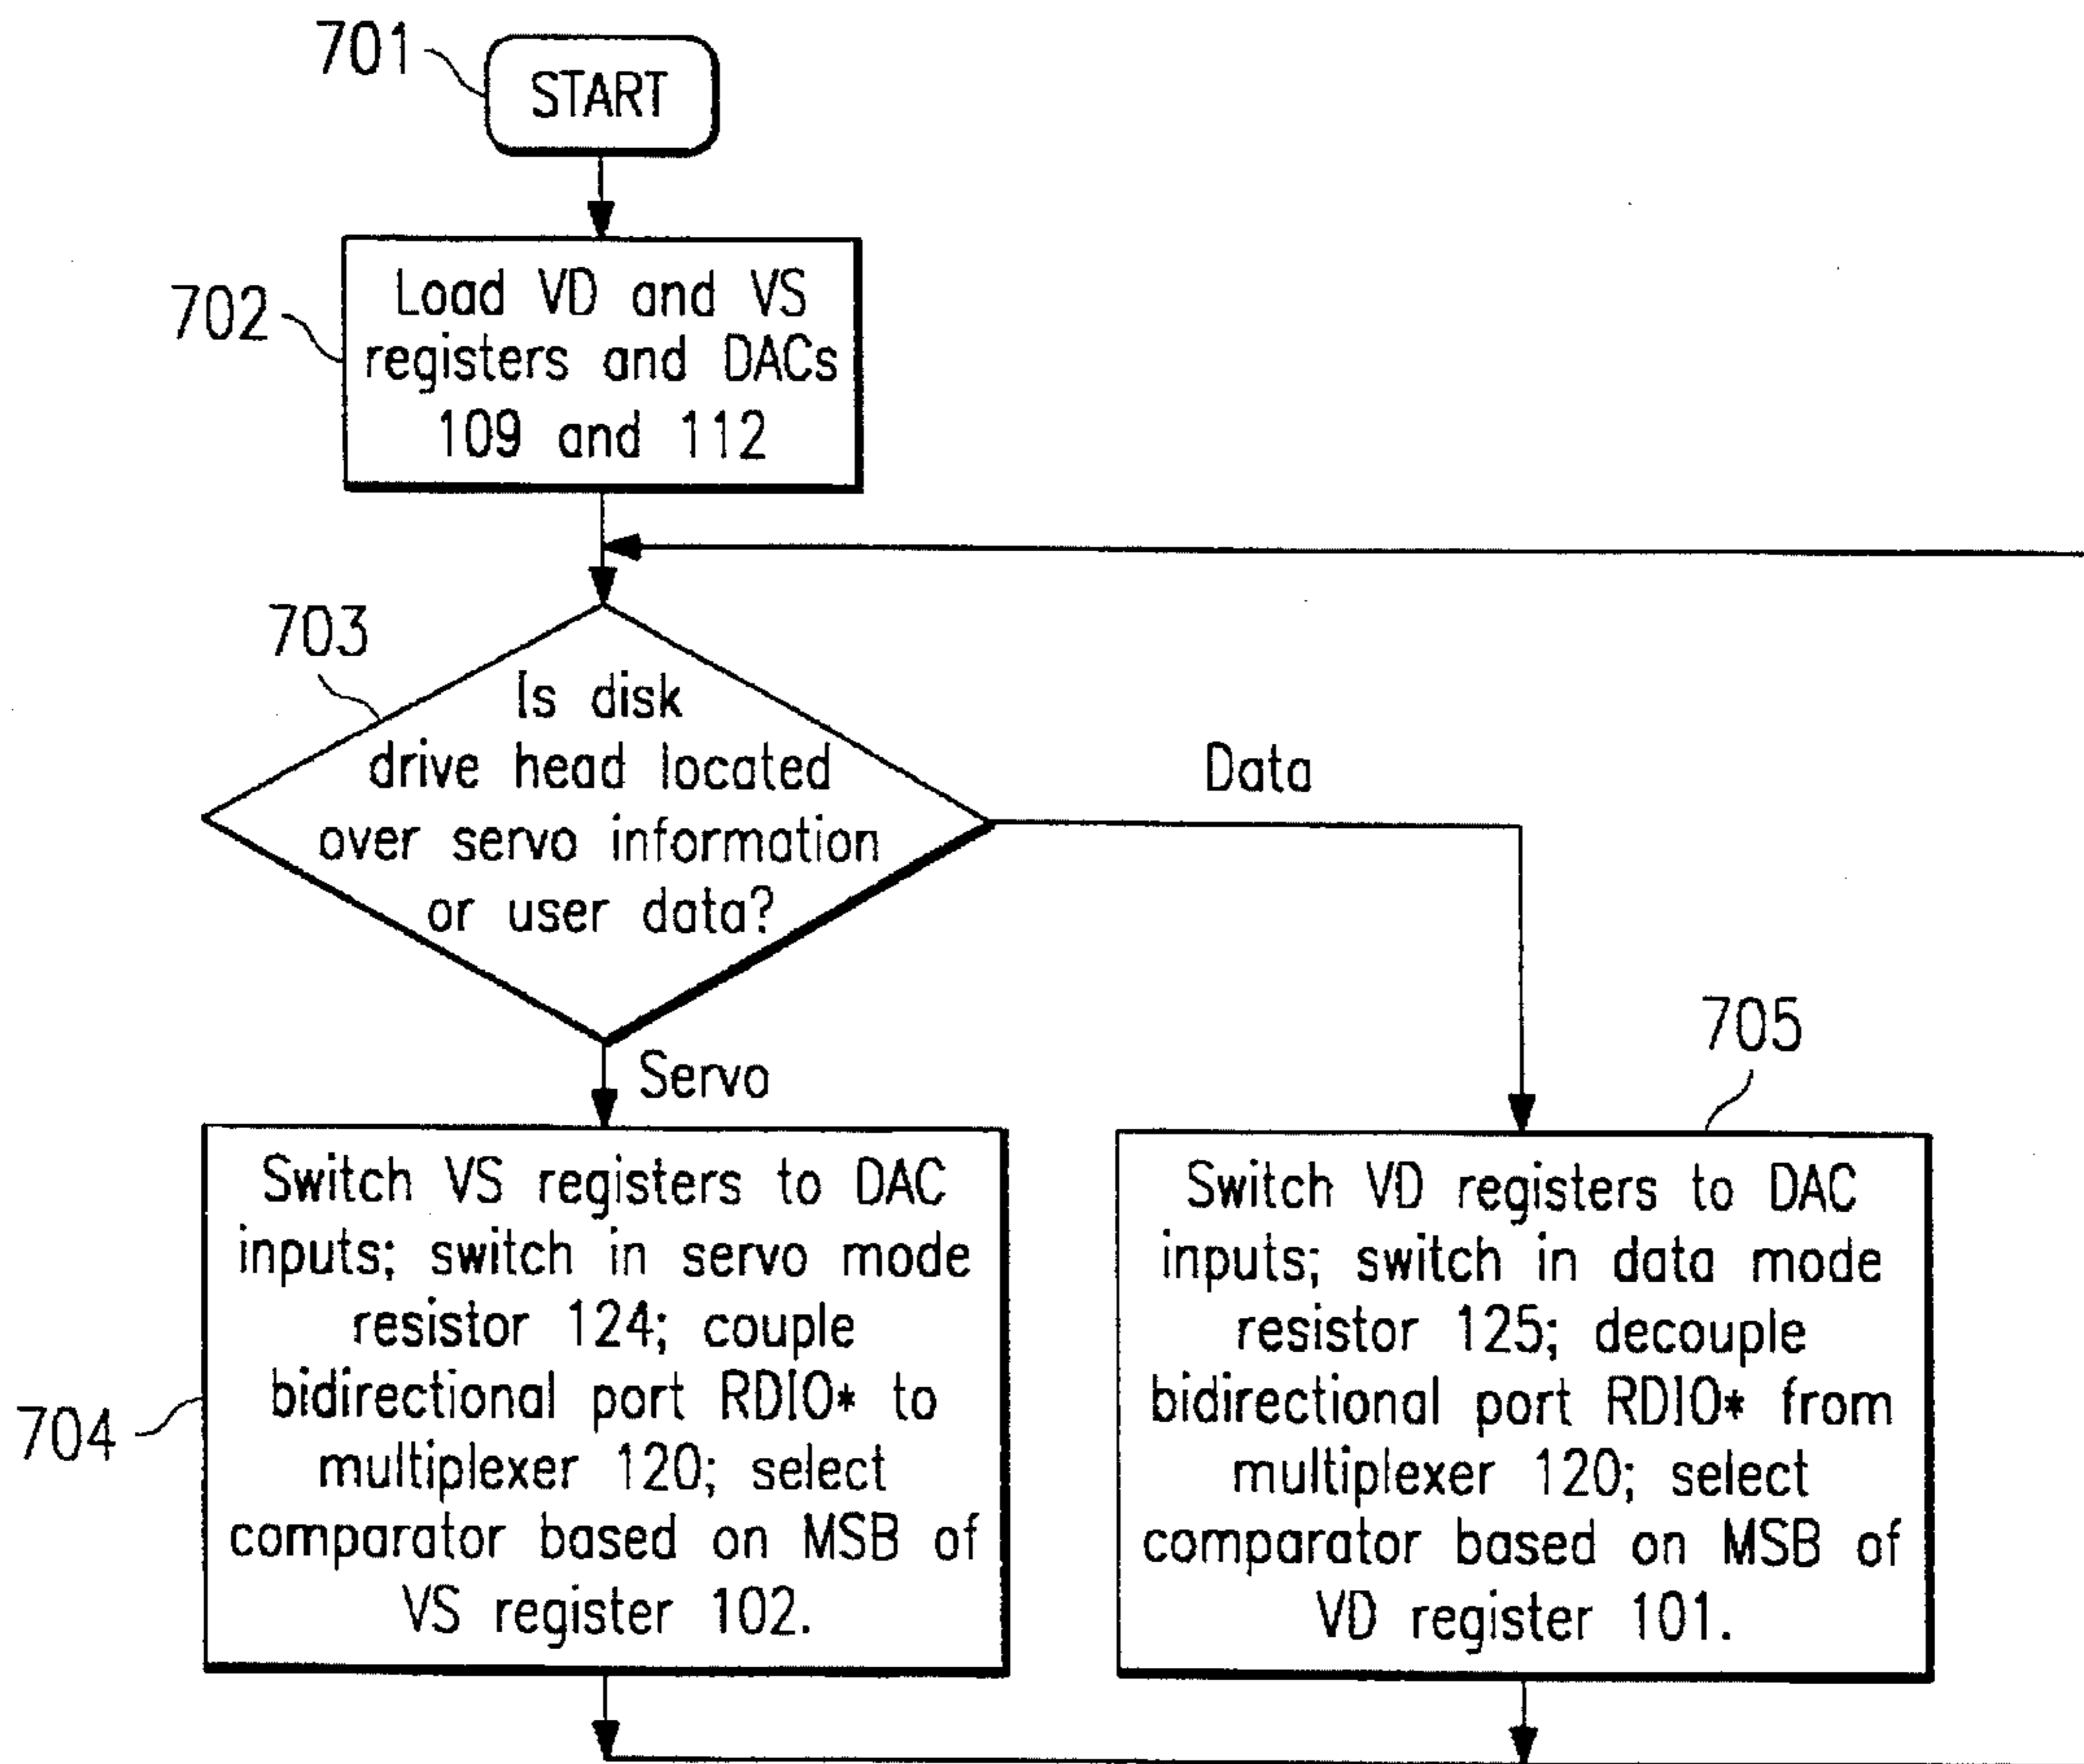 701
START
702
Load VD and VS
registers and DACs
109 and 112
703
Is disk
drive head located
over servo information
or user data?
Data
Servo
704
Switch VS registers to DAC
inputs; switch in servo mode
resistor 124; couple
bidirectional port RDIO* to
multiplexer 120; select
comparator based on MSB of
VS register 102.
705
Switch VD registers to DAC
inputs; switch in data mode
resistor 125; decouple
bidirectional port RDIO* from
multiplexer 120; select
comparator based on MSB of
VD register 101.